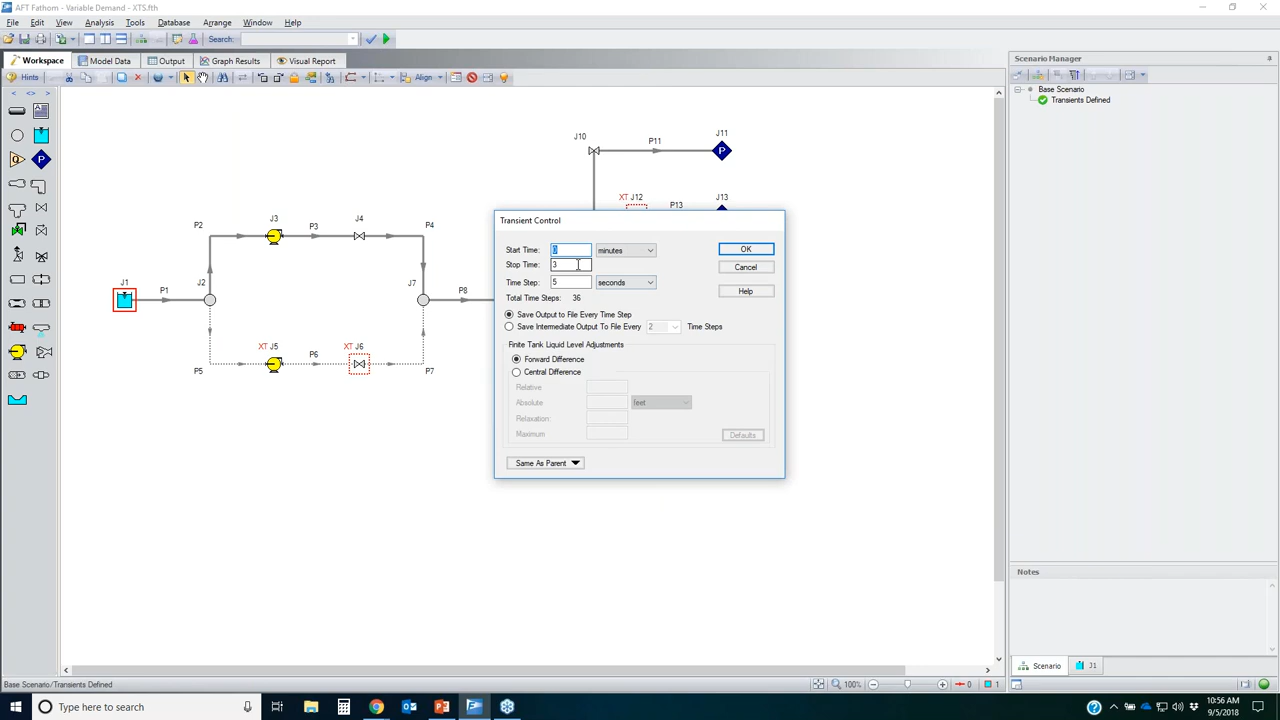 AFT Fathom - Variable Demand - XTS.fth
File Edit View Analysis Tools Database Arrange Window Help
Search:
Workspace Model Data Output Graph Results Visual Report
Hints Align
Scenario Manager
Base Scenario
Transients Defined
J10 P11 J11
XT J12 P13 J13
P2 J3 P3 J4 P4
J1 P1 J2 J7 P8
XT J5 P6 XT J6
P5 P7
Transient Control
Start Time: 0 minutes OK
Stop Time: 3 Cancel
Time Step: 5 seconds
Total Time Steps: 36 Help
Save Output to File Every Time Step
Save Intermediate Output To File Every 2 Time Steps
Finite Tank Liquid Level Adjustments
Forward Difference
Central Difference
Relative
Absolute feet
Relaxation:
Maximum Defaults
Same As Parent
Notes
Scenario J1
Base Scenario/Transients Defined 100% 0 1
Type here to search
10:56 AM
9/5/2018